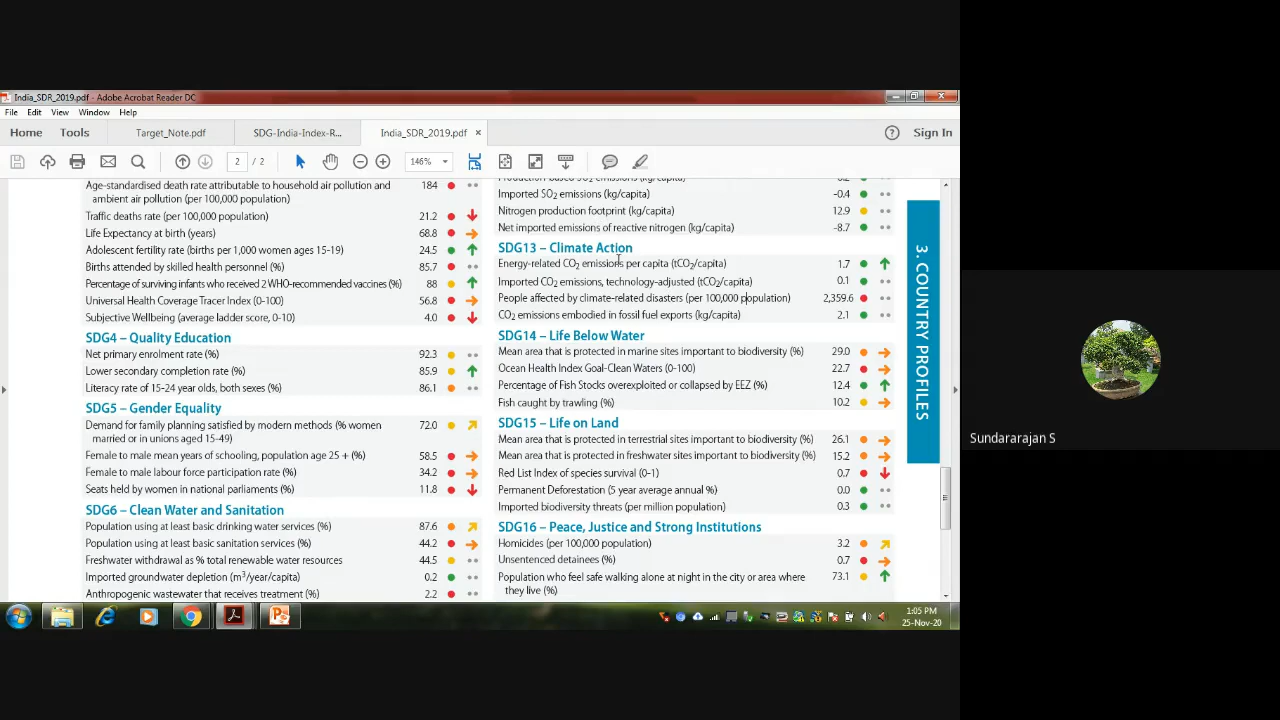 India_SDR_2019.pdf - Adobe Acrobat Reader DC
File Edit View Window Help
Home Tools Target_Note.pdf SDG-India-Index-R... India_SDR_2019.pdf × Sign In
2 / 2 146%
Age-standardised death rate attributable to household air pollution and 184
ambient air pollution (per 100,000 population)
Traffic deaths rate (per 100,000 population) 21.2
Life Expectancy at birth (years) 68.8
Adolescent fertility rate (births per 1,000 women ages 15-19) 24.5
Births attended by skilled health personnel (%) 85.7
Percentage of surviving infants who received 2 WHO-recommended vaccines (%) 88
Universal Health Coverage Tracer Index (0-100) 56.8
Subjective Wellbeing (average ladder score, 0-10) 4.0
SDG4 – Quality Education
Net primary enrolment rate (%) 92.3
Lower secondary completion rate (%) 85.9
Literacy rate of 15-24 year olds, both sexes (%) 86.1
SDG5 – Gender Equality
Demand for family planning satisfied by modern methods (% women 72.0
married or in unions aged 15-49)
Female to male mean years of schooling, population age 25 + (%) 58.5
Female to male labour force participation rate (%) 34.2
Seats held by women in national parliaments (%) 11.8
SDG6 – Clean Water and Sanitation
Population using at least basic drinking water services (%) 87.6
Population using at least basic sanitation services (%) 44.2
Freshwater withdrawal as % total renewable water resources 44.5
Imported groundwater depletion (m³/year/capita) 0.2
Anthropogenic wastewater that receives treatment (%) 2.2
Production-based SO₂ emissions (kg/capita)
Imported SO₂ emissions (kg/capita) -0.4
Nitrogen production footprint (kg/capita) 12.9
Net imported emissions of reactive nitrogen (kg/capita) -8.7
SDG13 – Climate Action
Energy-related CO₂ emissions per capita (tCO₂/capita) 1.7
Imported CO₂ emissions, technology-adjusted (tCO₂/capita) 0.1
People affected by climate-related disasters (per 100,000 population) 2,359.6
CO₂ emissions embodied in fossil fuel exports (kg/capita) 2.1
SDG14 – Life Below Water
Mean area that is protected in marine sites important to biodiversity (%) 29.0
Ocean Health Index Goal-Clean Waters (0-100) 22.7
Percentage of Fish Stocks overexploited or collapsed by EEZ (%) 12.4
Fish caught by trawling (%) 10.2
SDG15 – Life on Land
Mean area that is protected in terrestrial sites important to biodiversity (%) 26.1
Mean area that is protected in freshwater sites important to biodiversity (%) 15.2
Red List Index of species survival (0-1) 0.7
Permanent Deforestation (5 year average annual %) 0.0
Imported biodiversity threats (per million population) 0.3
SDG16 – Peace, Justice and Strong Institutions
Homicides (per 100,000 population) 3.2
Unsentenced detainees (%) 0.7
Population who feel safe walking alone at night in the city or area where 73.1
they live (%)
3. COUNTRY PROFILES
Sundararajan S
1:05 PM
25-Nov-20